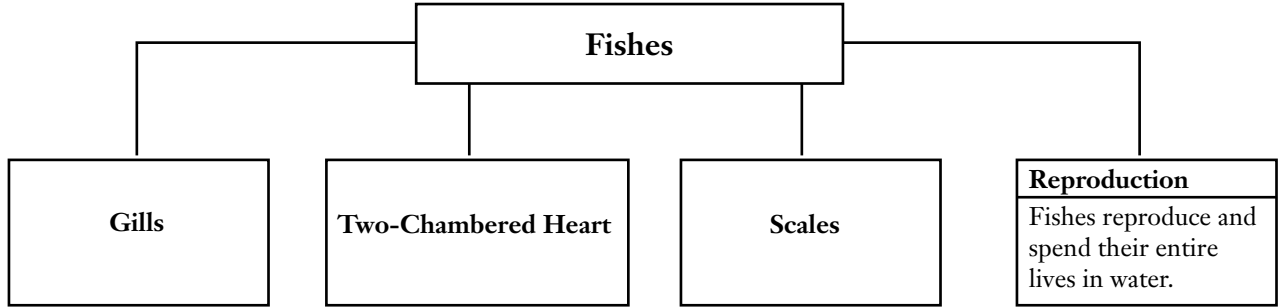 Fishes
Gills
Two-Chambered Heart
Scales
Reproduction
Fishes reproduce and
spend their entire
lives in water.